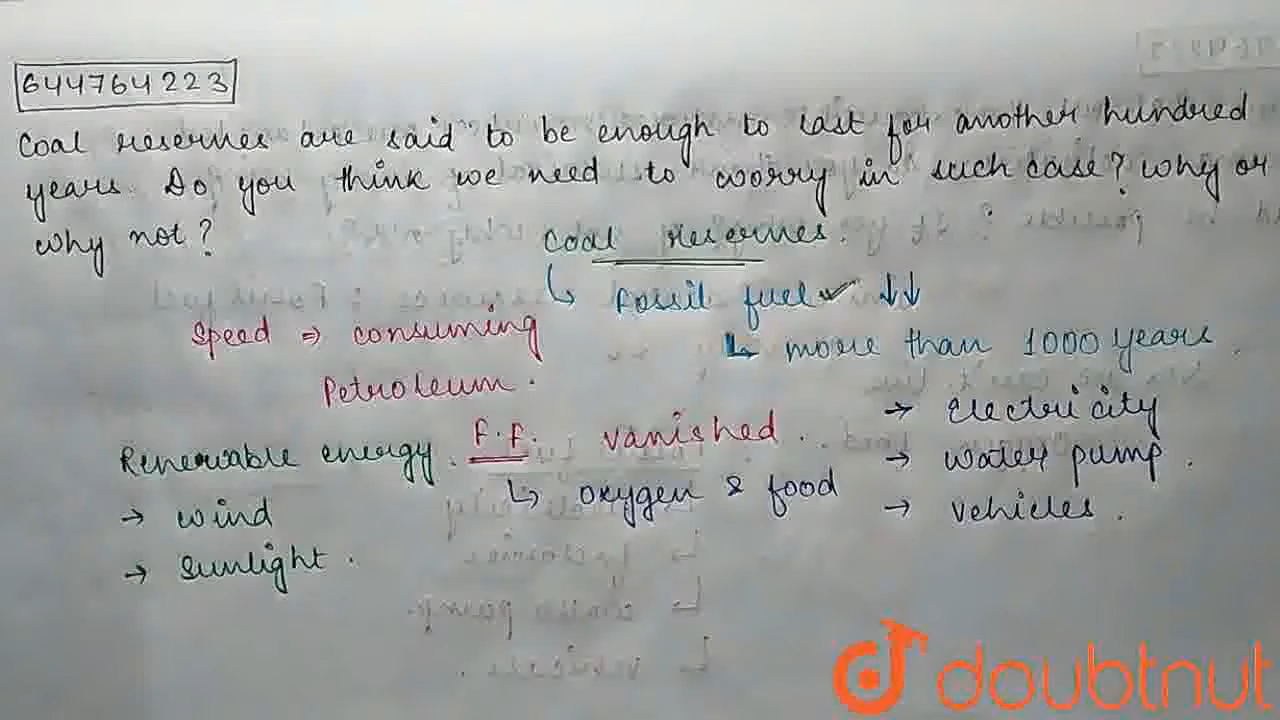 644764223
Coal reserves are said to be enough to last for another hundred
years. Do you think we need to worry in such case? Why or
why not?
Coal reserves.
↳ Fossil fuel ✓ ↓↓
Speed ⇒ consuming
↳ more than 1000 years.
Petroleum.
→ Electricity
Renewable energy. F.F. vanished.
→ water pump.
↳ oxygen & food
→ wind
→ vehicles.
→ Sunlight.
doubtnut